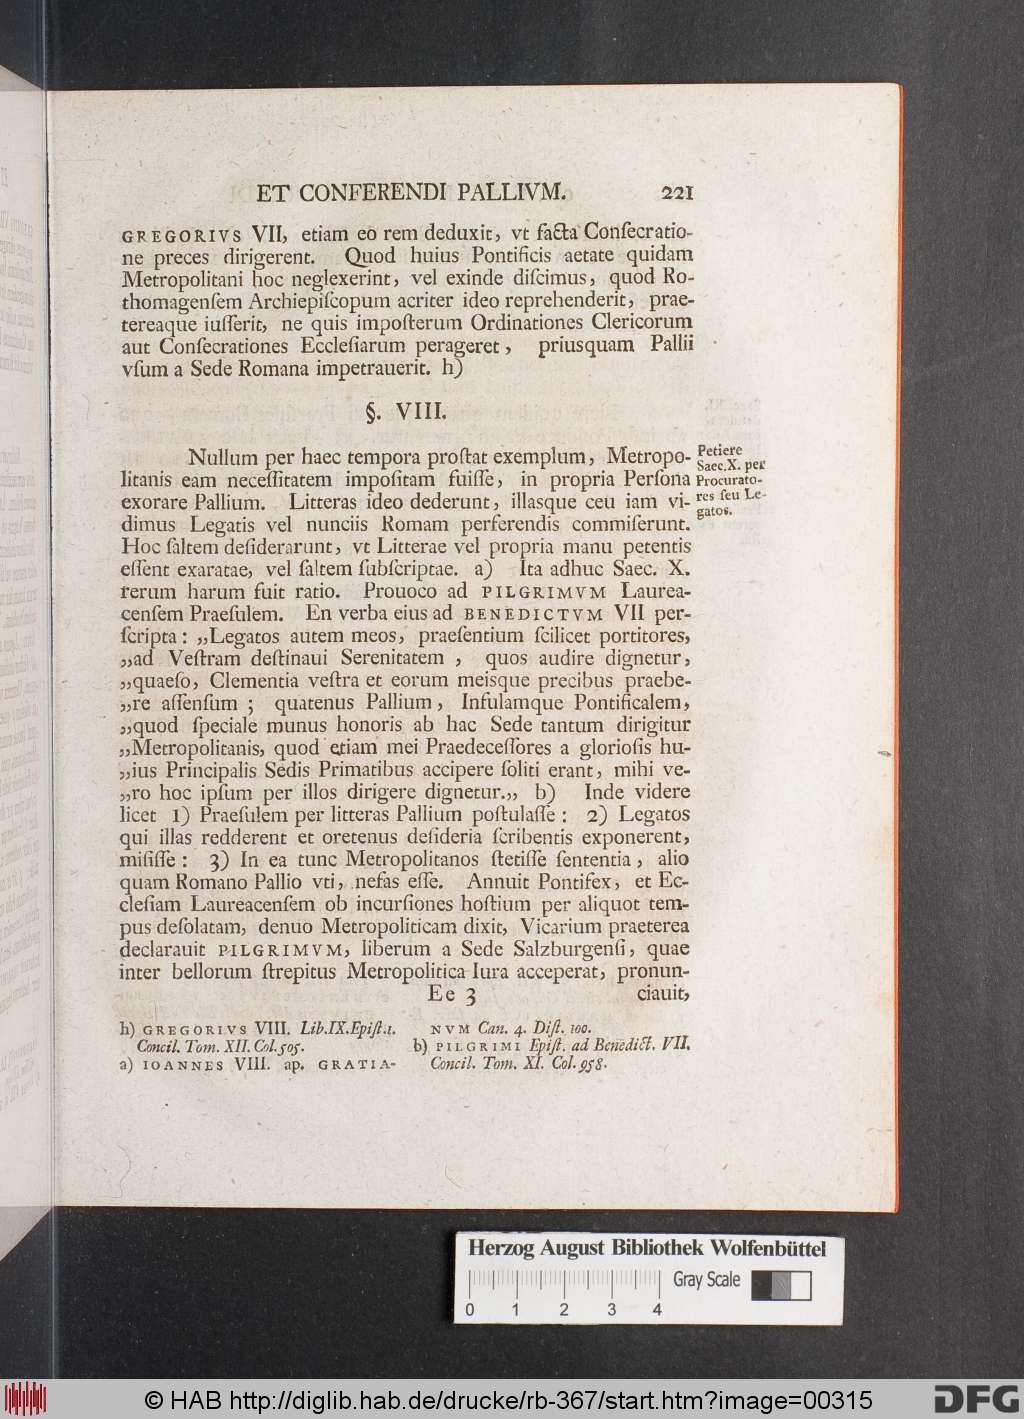 ET CONFERENDI PALLIVM. 221
GREGORIVS VII, etiam eo rem deduxit, vt facta Conſecratio-
ne preces dirigerent. Quod huius Pontificis aetate quidam
Metropolitani hoc neglexerint, vel exinde diſcimus, quod Ro-
thomagenſem Archiepiſcopum acriter ideo reprehenderit, prae-
tereaque iuſſerit, ne quis impoſterum Ordinationes Clericorum
aut Conſecrationes Eccleſiarum perageret, priusquam Pallii
vſum a Sede Romana impetrauerit. h)
§. VIII.
Nullum per haec tempora proſtat exemplum, Metropo-
litanis eam neceſſitatem impoſitam fuiſſe, in propria Perſona
exorare Pallium. Litteras ideo dederunt, illasque ceu iam vi-
dimus Legatis vel nunciis Romam perferendis commiſerunt.
Hoc ſaltem deſiderarunt, vt Litterae vel propria manu petentis
eſſent exaratae, vel ſaltem ſubſcriptae. a) Ita adhuc Saec. X.
rerum harum fuit ratio. Prouoco ad PILGRIMVM Laurea-
cenſem Praeſulem. En verba eius ad BENEDICTVM VII per-
ſcripta: „Legatos autem meos, praeſentium ſcilicet portitores,
„ad Veſtram deſtinaui Serenitatem, quos audire dignetur,
„quaeſo, Clementia veſtra et eorum meisque precibus praebe-
„re aſſenſum; quatenus Pallium, Inſulamque Pontificalem,
„quod ſpeciale munus honoris ab hac Sede tantum dirigitur
„Metropolitanis, quod etiam mei Praedeceſſores a glorioſis hu-
„ius Principalis Sedis Primatibus accipere ſoliti erant, mihi ve-
„ro hoc ipſum per illos dirigere dignetur.„ b) Inde videre
licet 1) Praeſulem per litteras Pallium poſtulaſſe: 2) Legatos
qui illas redderent et oretenus deſideria ſcribentis exponerent,
miſiſſe: 3) In ea tunc Metropolitanos ſtetiſſe ſententia, alio
quam Romano Pallio vti, nefas eſſe. Annuit Pontifex, et Ec-
cleſiam Laureacenſem ob incurſiones hoſtium per aliquot tem-
pus deſolatam, denuo Metropoliticam dixit, Vicarium praeterea
declarauit PILGRIMVM, liberum a Sede Salzburgenſi, quae
inter bellorum ſtrepitus Metropolitica Iura acceperat, pronun-
Ee 3 ciauit,
Petiere
Saec.X. per
Procurato-
res ſeu Le-
gatos.
h) GREGORIVS VIII. Lib.IX.Epiſt.1.
Concil. Tom. XII. Col.505.
a) IOANNES VIII. ap. GRATIA-
NVM Can. 4. Diſt. 100.
b) PILGRIMI Epiſt. ad Benedict. VII.
Concil. Tom. XI. Col. 958.
Herzog August Bibliothek Wolfenbüttel
Gray Scale
0 1 2 3 4
© HAB http://diglib.hab.de/drucke/rb-367/start.htm?image=00315
DFG